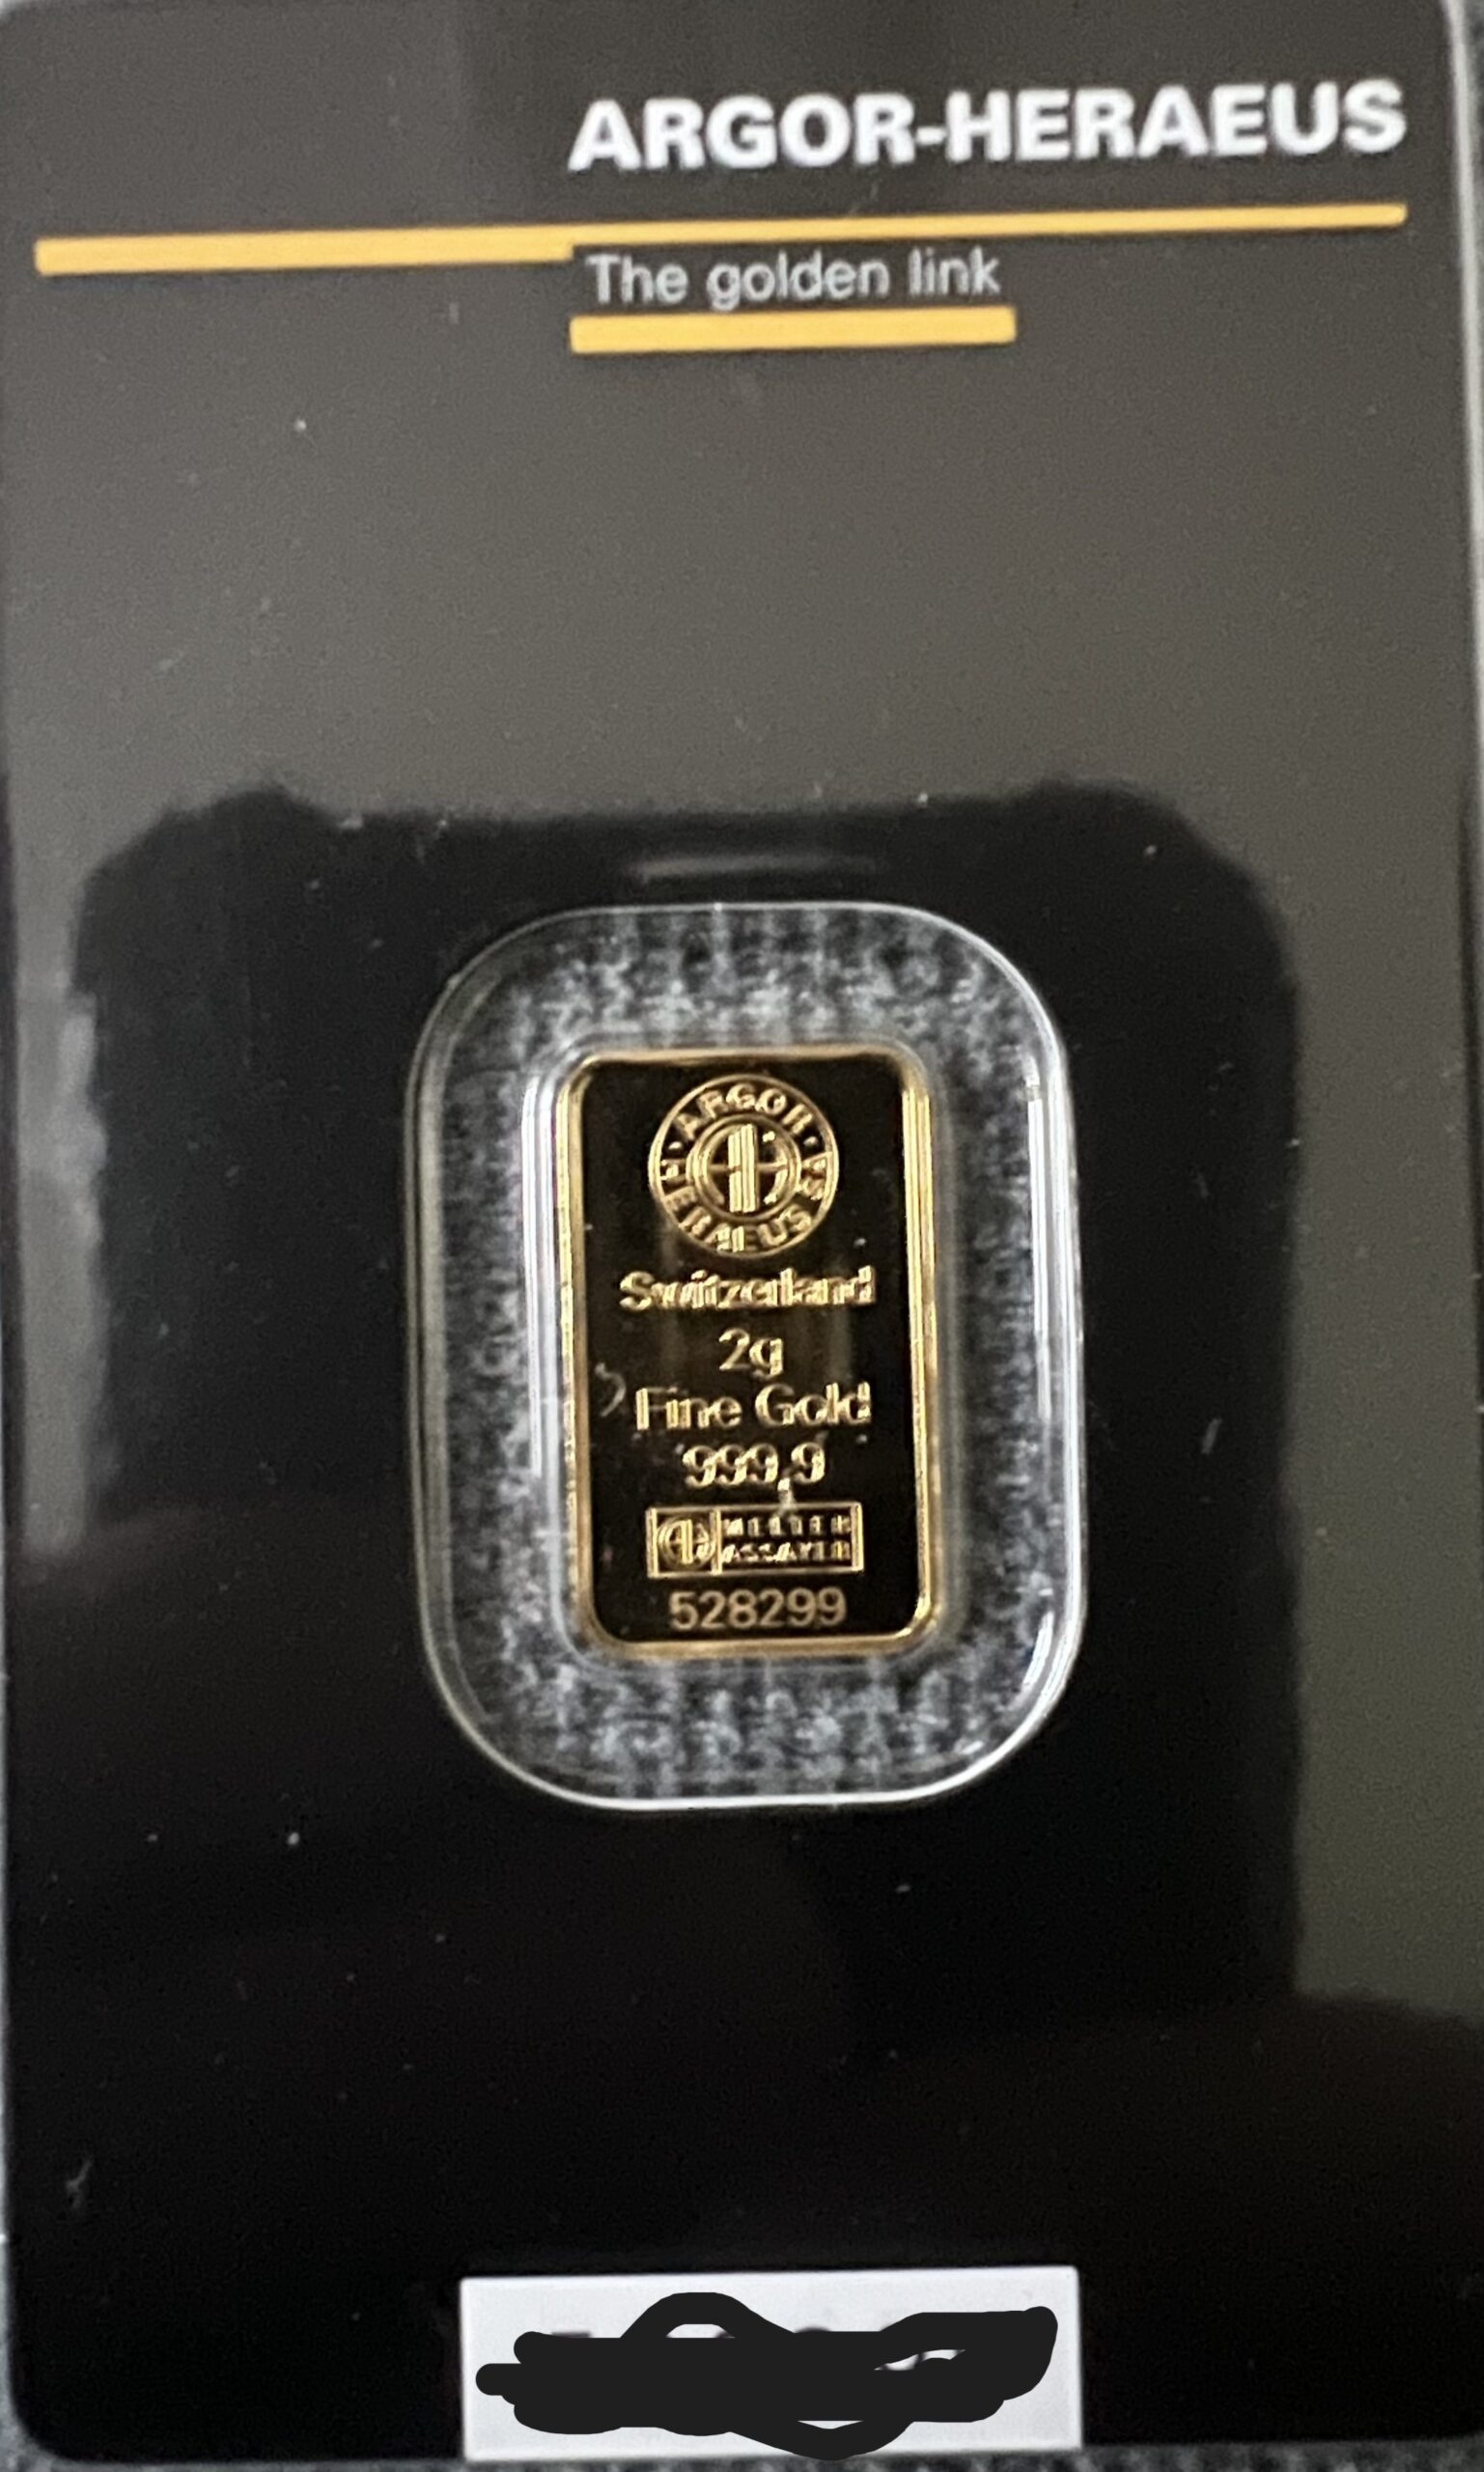 ARGOR-HERAEUS
The golden link
ARGOR
HERAEUS
Switzerland
2g
Fine Gold
999,9
MELTER
ASSAYER
528299